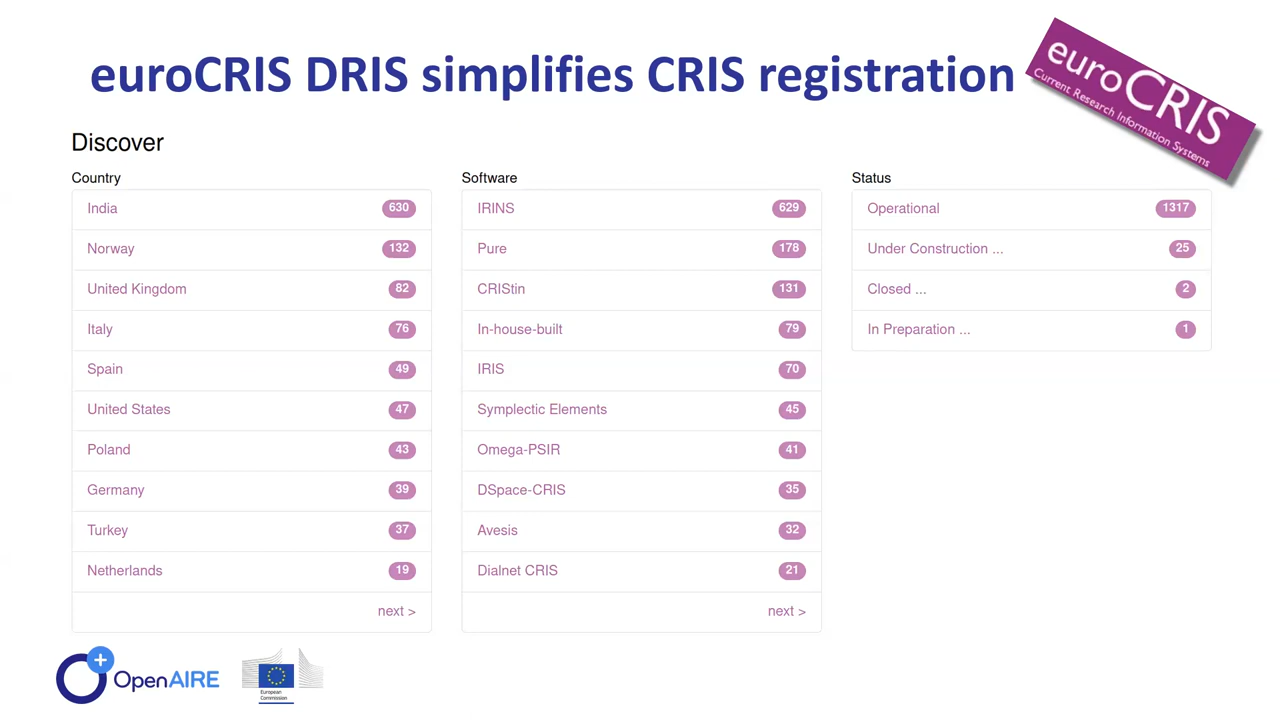 euroCRIS DRIS simplifies CRIS registration
euroCRIS
Current Research Information Systems
Discover
Country
India 630
Norway 132
United Kingdom 82
Italy 76
Spain 49
United States 47
Poland 43
Germany 39
Turkey 37
Netherlands 19
next >
Software
IRINS 629
Pure 178
CRIStin 131
In-house-built 79
IRIS 70
Symplectic Elements 45
Omega-PSIR 41
DSpace-CRIS 35
Avesis 32
Dialnet CRIS 21
next >
Status
Operational 1317
Under Construction ... 25
Closed ... 2
In Preparation ... 1
OpenAIRE
European
Commission